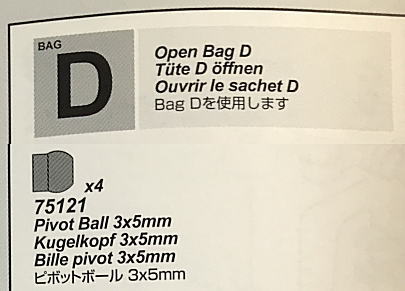 BAG
D
Open Bag D
Tüte D öffnen
Ouvrir le sachet D
Bag Dを使用します
x4
75121
Pivot Ball 3x5mm
Kugelkopf 3x5mm
Bille pivot 3x5mm
ピボットボール 3x5mm